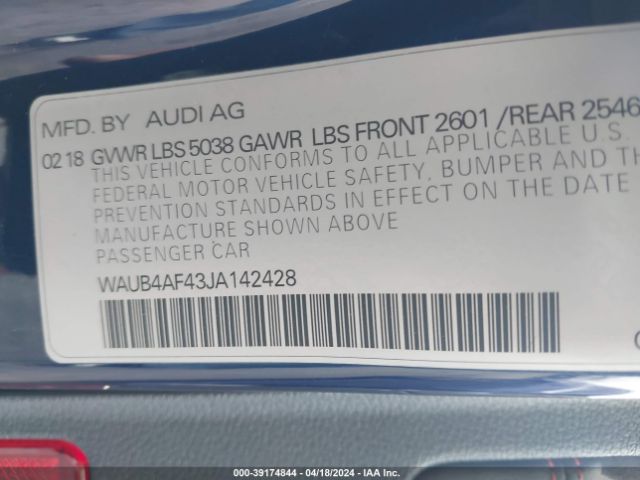 MFD. BY AUDI AG
02 18 GVWR LBS 5038 GAWR LBS FRONT 2601 /REAR 2546
THIS VEHICLE CONFORMS TO ALL APPLICABLE U.S.
FEDERAL MOTOR VEHICLE SAFETY, BUMPER AND TH
PREVENTION STANDARDS IN EFFECT ON THE DATE
MANUFACTURE SHOWN ABOVE
PASSENGER CAR
WAUB4AF43JA142428
000-39174844 / 04/18/2024 - IAA Inc.